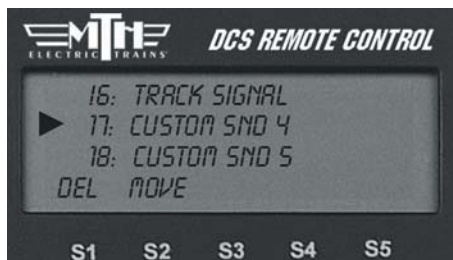 MTH DCS REMOTE CONTROL
ELECTRIC TRAINS
16: TRACK SIGNAL
17: CUSTOM SND 4
18: CUSTOM SND 5
DEL MOVE
S1 S2 S3 S4 S5